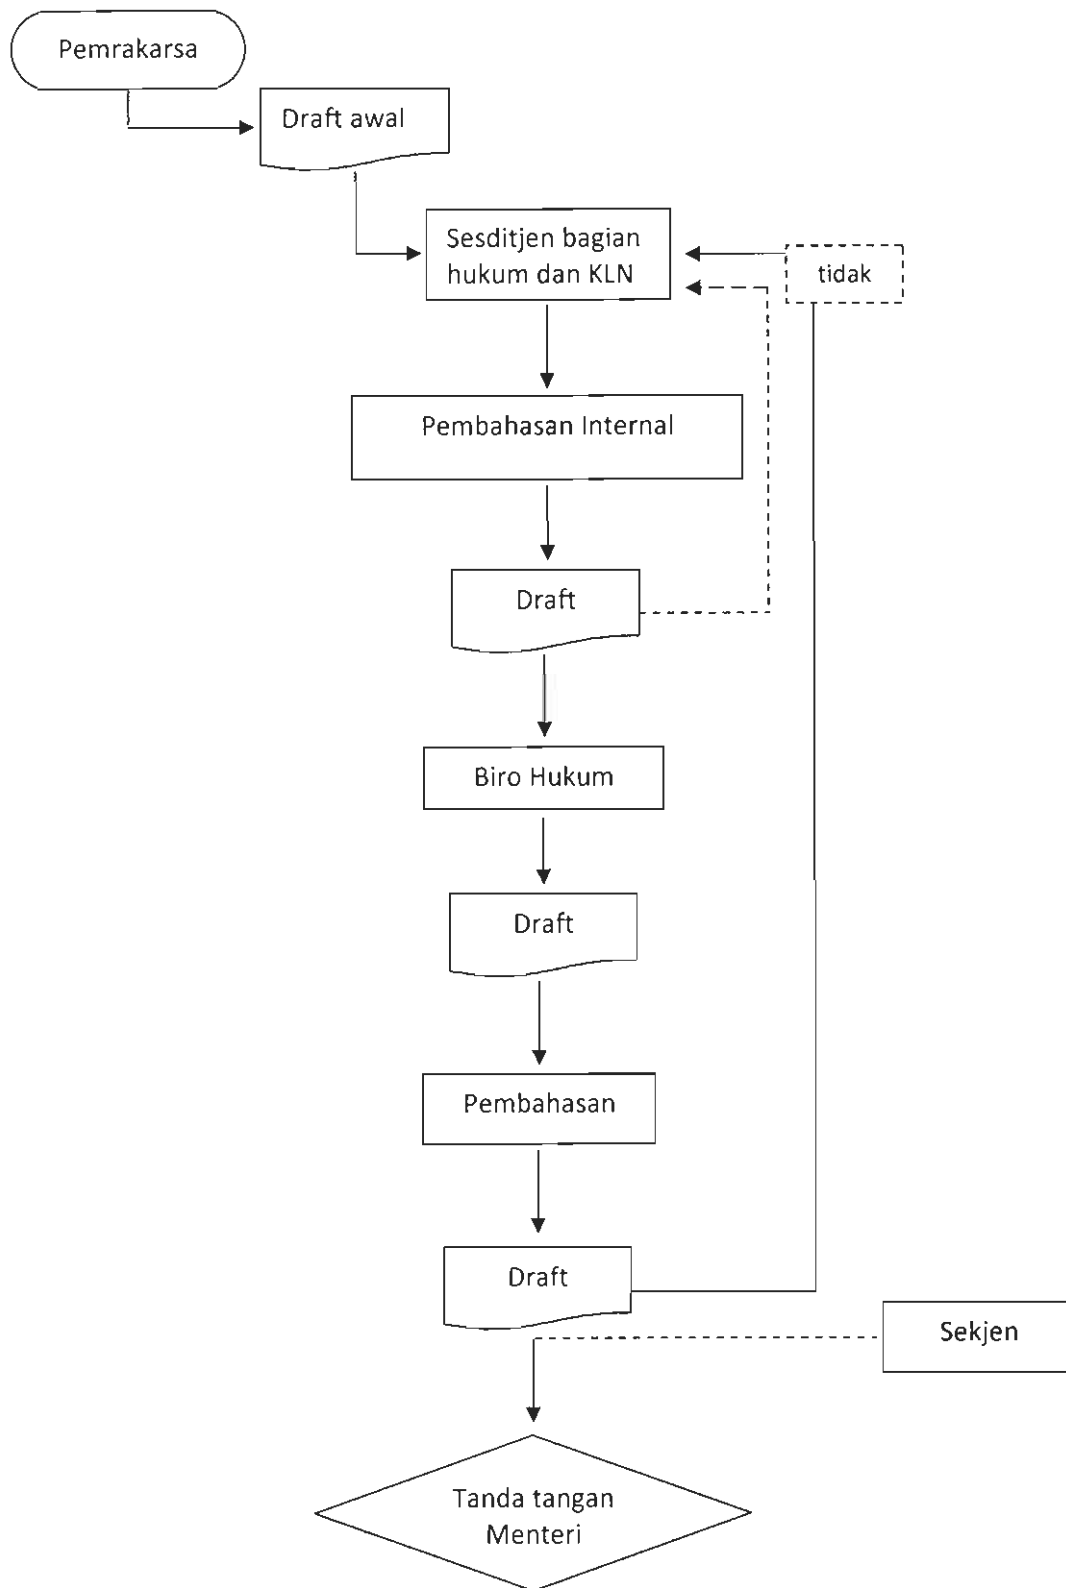 Pemrakarsa
Draft awal
Sesditjen bagian
hukum dan KLN
tidak
Pembahasan Internal
Draft
Biro Hukum
Draft
Pembahasan
Draft
Sekjen
Tanda tangan
Menteri